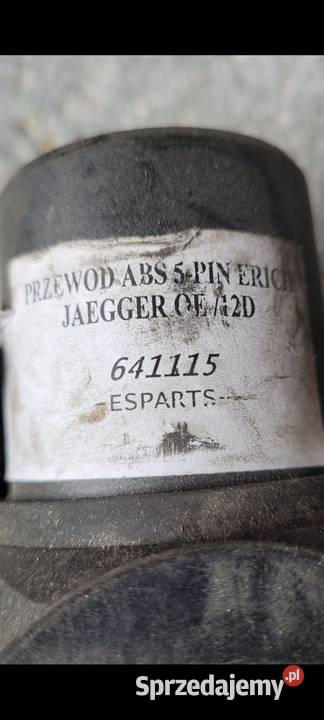 PRZEWOD ABS 5-PIN ERICH
JAEGGER OE /12D
641115
-ESPARTS--
Sprzedajemy.pl